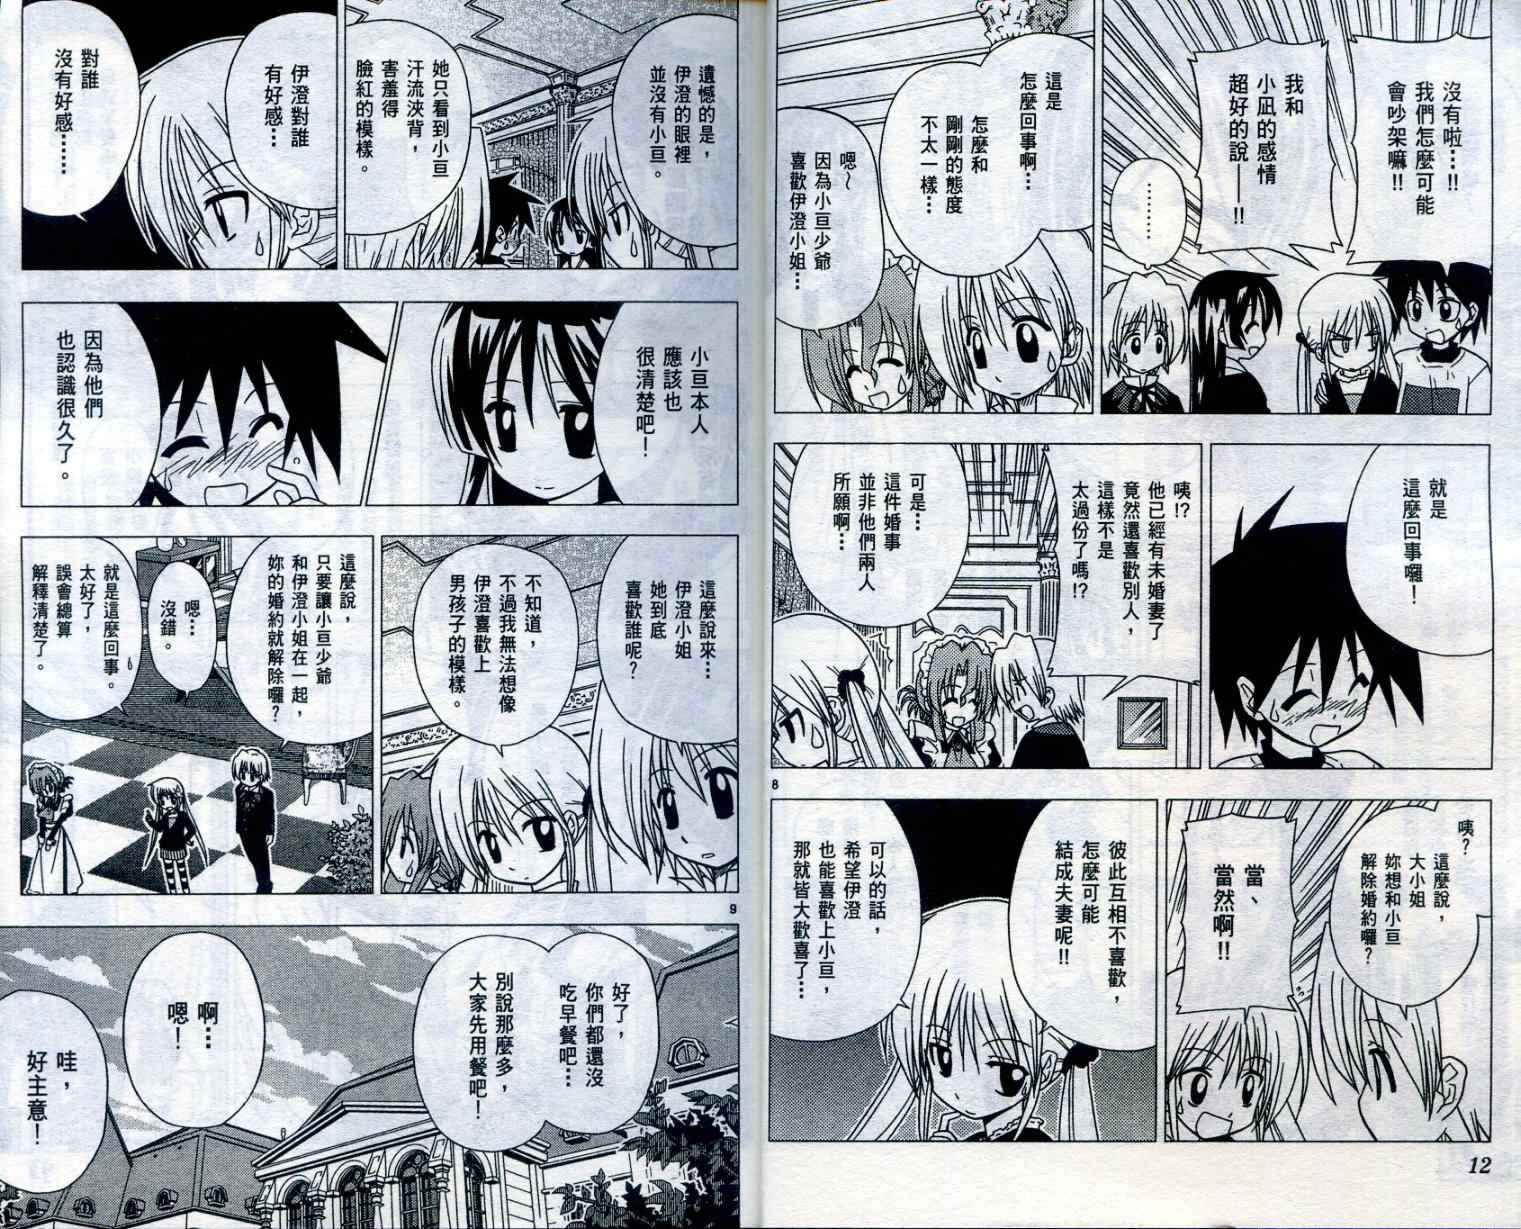 沒有啦…!!
我們怎麼可能
會吵架嘛!!
我和
小凪的感情
超好的說——!!
………
這是
怎麼回事啊…
怎麼和
剛剛的態度
不太一樣…
嗯～
因為小亘少爺
喜歡伊澄小姐…
就是
這麼回事囉！
咦!?
他已經有未婚妻了
竟然還喜歡別人，
這樣不是
太過份了嗎!?
可是…
這件婚事
並非他們兩人
所願啊…
8
咦？
這麼說，
大小姐
妳想和小亘
解除婚約囉？
當、
當然啊!!
彼此互相不喜歡，
怎麼可能
結成夫妻呢!!
可以的話，
希望伊澄
也能喜歡上小亘，
那就皆大歡喜了…
12
遺憾的是，
伊澄的眼裡
並沒有小亘。
她只看到小亘
汗流浹背，
害羞得
臉紅的模樣。
伊澄對誰
有好感…
對誰
沒有好感……
小亘本人
應該也
很清楚吧！
因為他們
也認識很久了。
這麼說來…
伊澄小姐
她到底
喜歡誰呢？
不知道，
不過我無法想像
伊澄喜歡上
男孩子的模樣。
這麼說，
只要讓小亘少爺
和伊澄小姐在一起，
妳的婚約就解除囉？
嗯…
沒錯。
就是這麼回事。
太好了，
誤會總算
解釋清楚了。
9
好了，
你們都還沒
吃早餐吧…
別說那麼多，
大家先用餐吧！
啊…
嗯！
哇，
好主意！